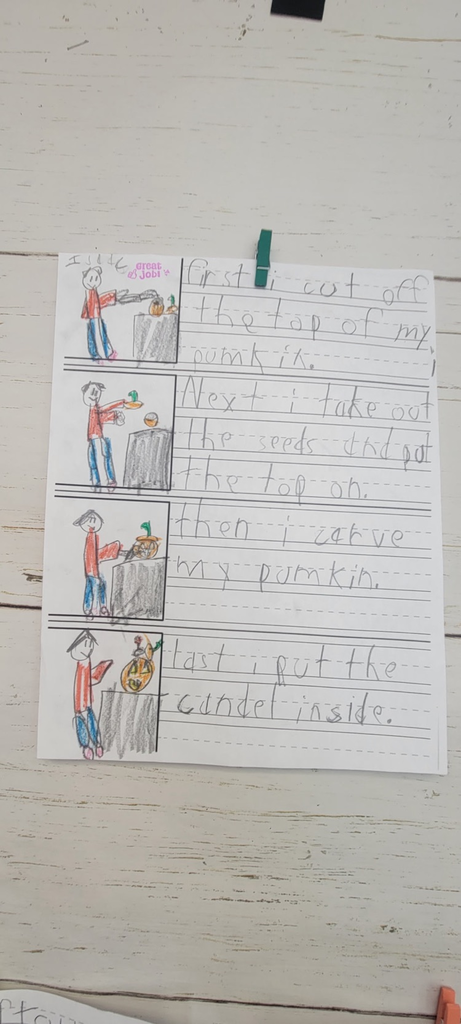 GREAT
JOB!
first i cut off
the top of my
pumkin.
Next i take out
the seeds and put
the top on.
then i carve
my pumkin.
last i put the
candel inside.